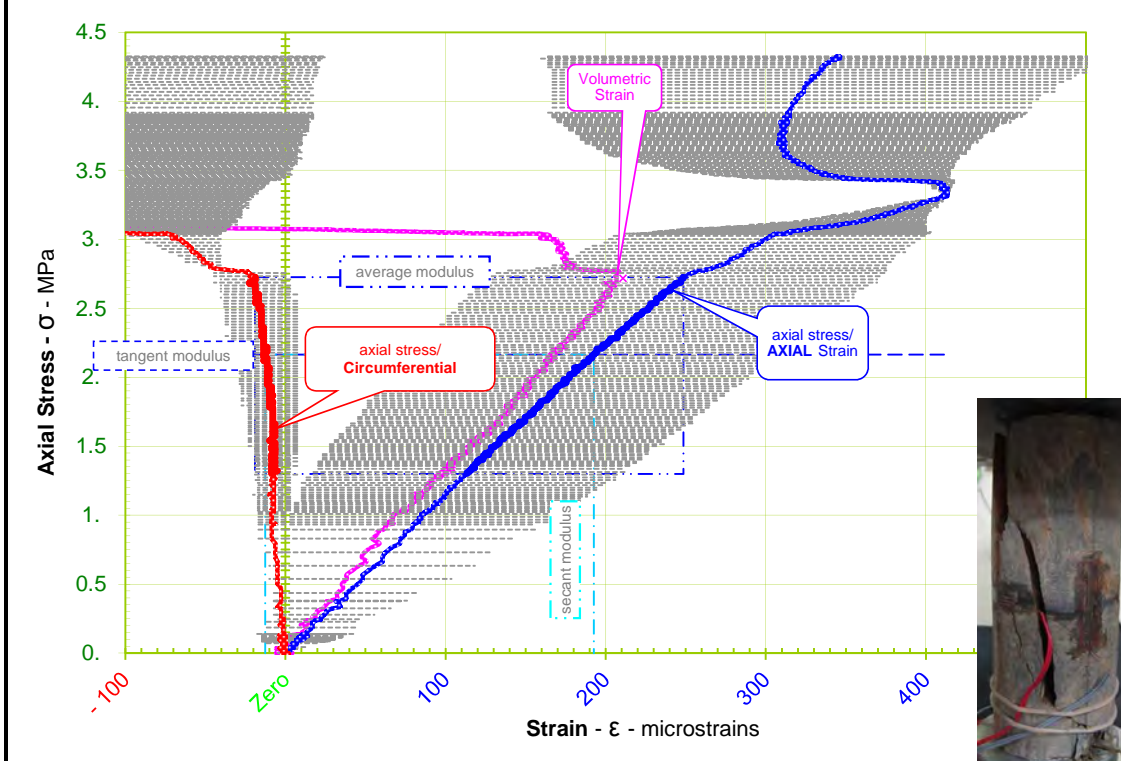 4.5
4.
3.5
3.
2.5
2.
1.5
1.
0.5
0.
Axial Stress - σ - MPa
Volumetric
Strain
average modulus
tangent modulus
axial stress/
Circumferential
axial stress/
AXIAL Strain
secant modulus
- 100
Zero
100
200
300
400
Strain - ε - microstrains